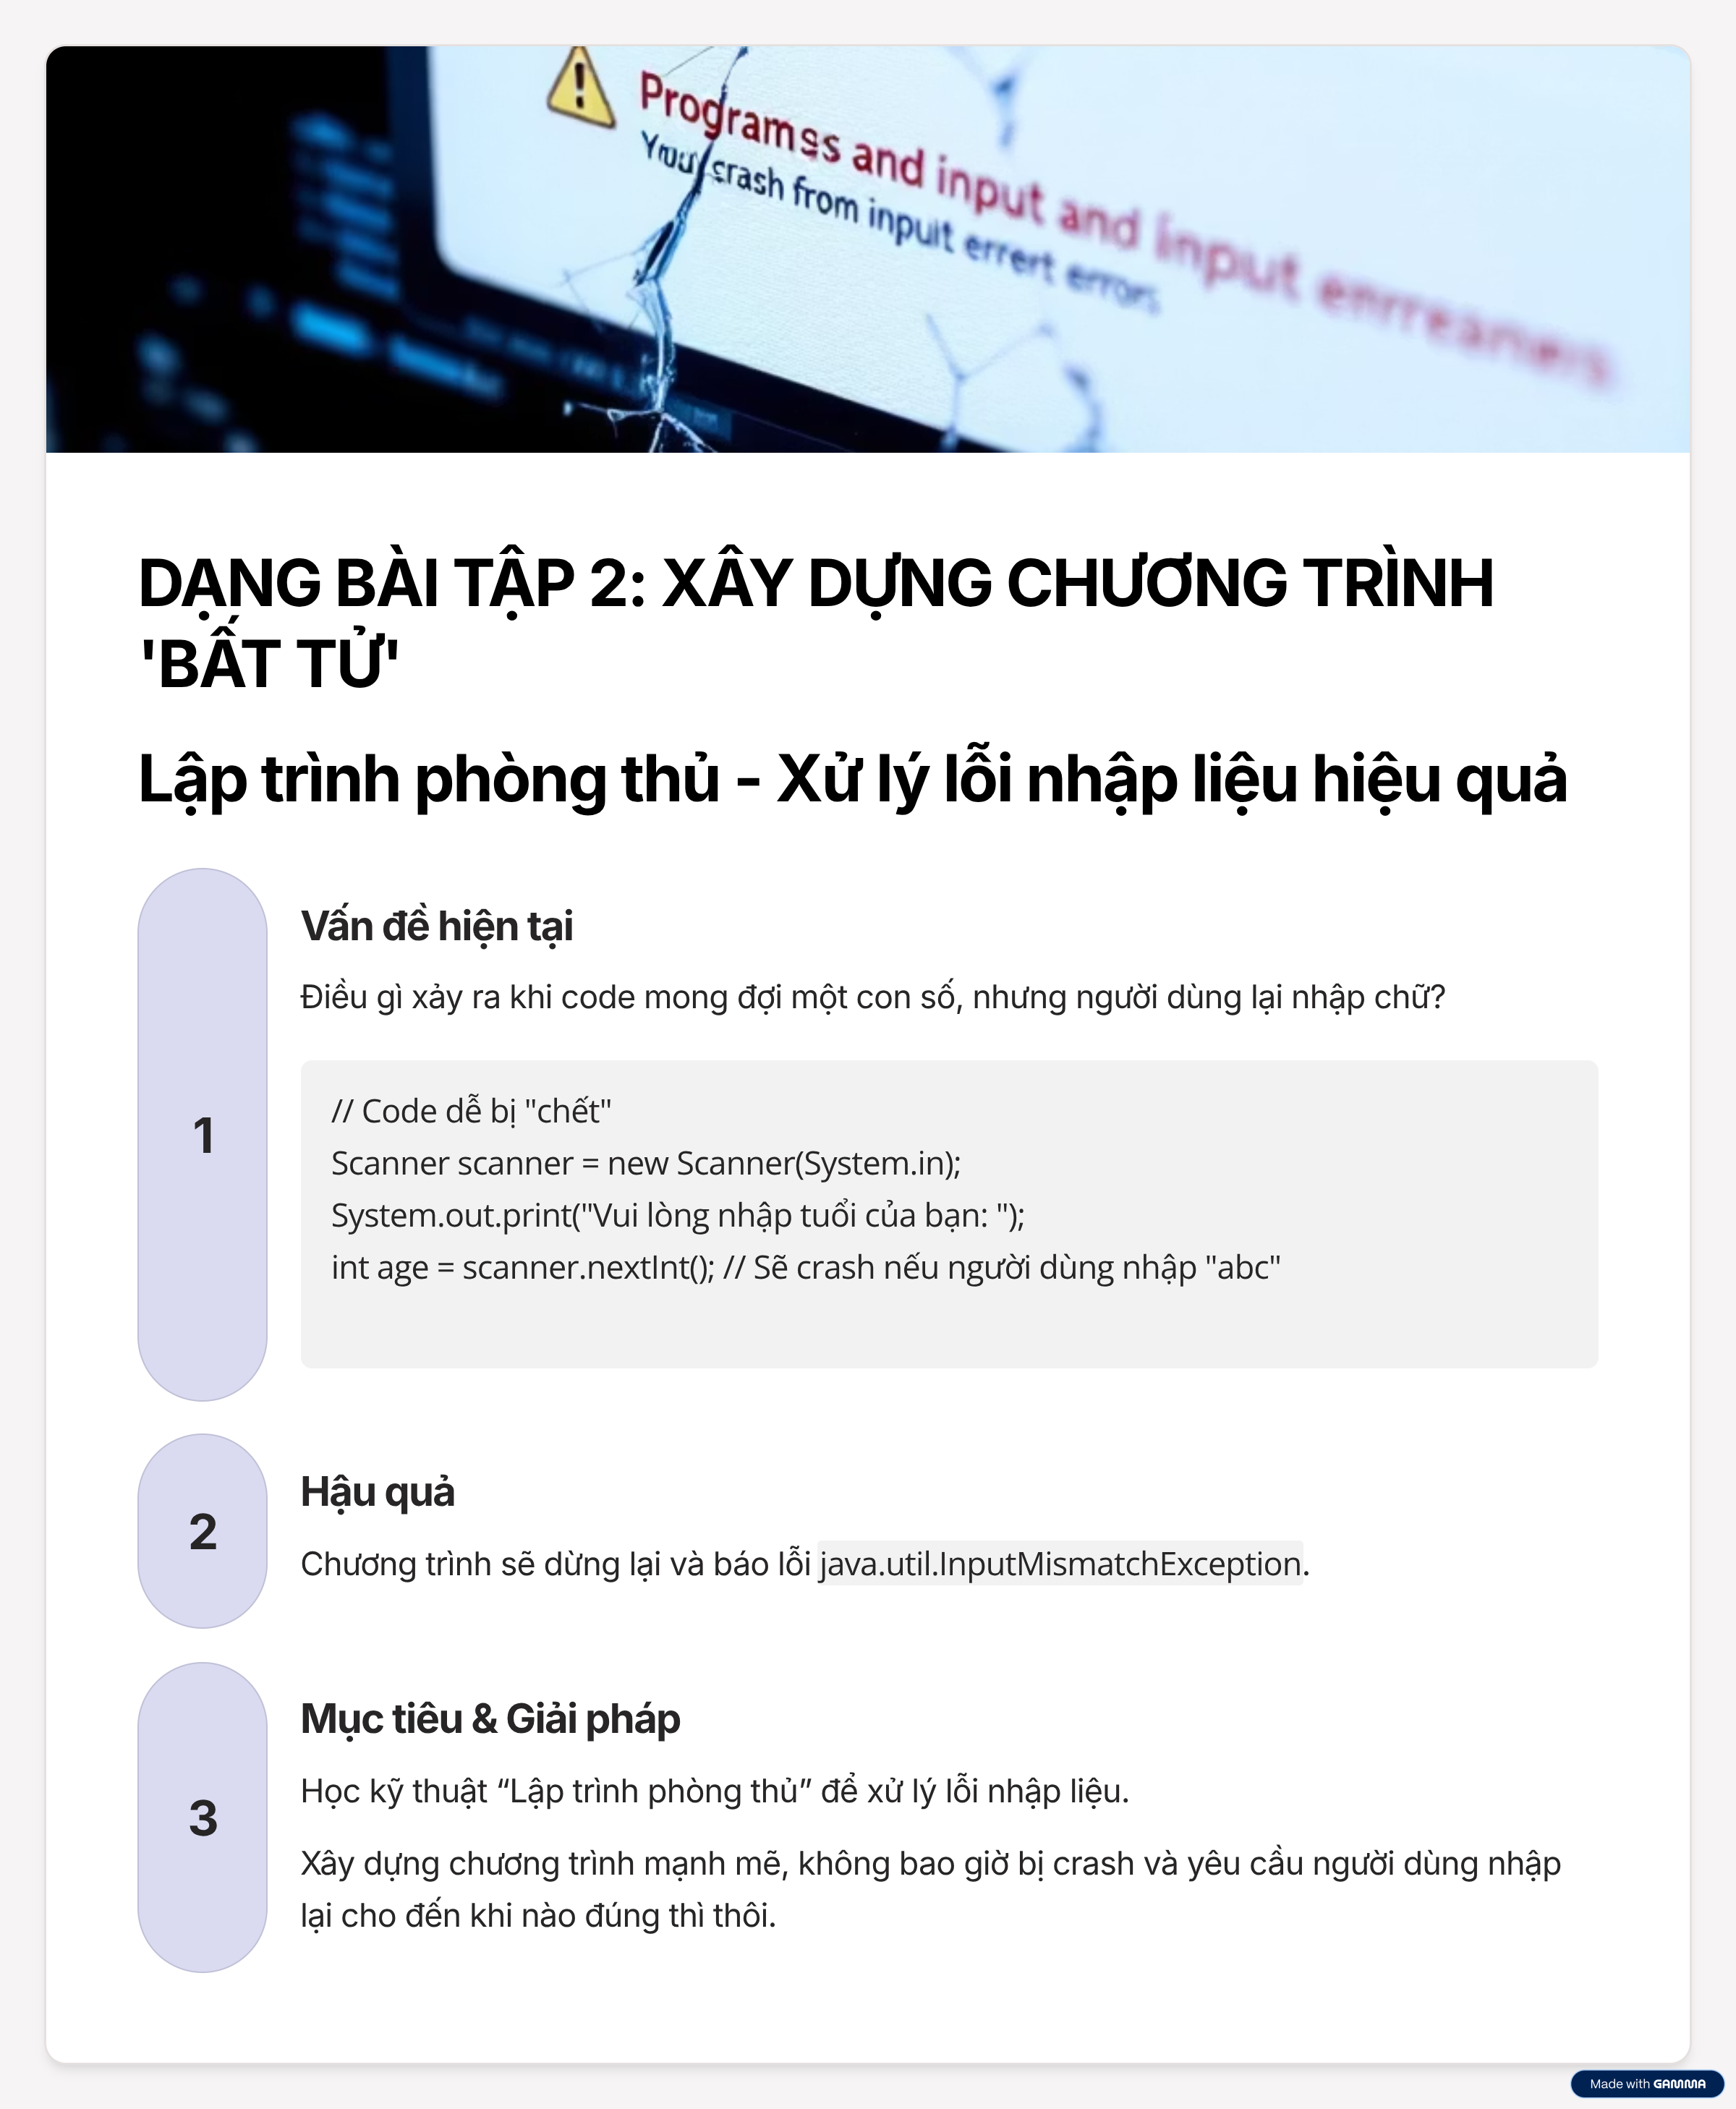 Programss and input and input
crash from inpuit errert errors
DẠNG BÀI TẬP 2: XÂY DỰNG CHƯƠNG TRÌNH
'BẤT TỬ'
Lập trình phòng thủ - Xử lý lỗi nhập liệu hiệu quả
1
Vấn đề hiện tại
Điều gì xảy ra khi code mong đợi một con số, nhưng người dùng lại nhập chữ?
// Code dễ bị "chết"
Scanner scanner = new Scanner(System.in);
System.out.print("Vui lòng nhập tuổi của bạn: ");
int age = scanner.nextInt(); // Sẽ crash nếu người dùng nhập "abc"
2
Hậu quả
Chương trình sẽ dừng lại và báo lỗi java.util.InputMismatchException.
3
Mục tiêu & Giải pháp
Học kỹ thuật “Lập trình phòng thủ” để xử lý lỗi nhập liệu.
Xây dựng chương trình mạnh mẽ, không bao giờ bị crash và yêu cầu người dùng nhập
lại cho đến khi nào đúng thì thôi.
Made with GAMMA